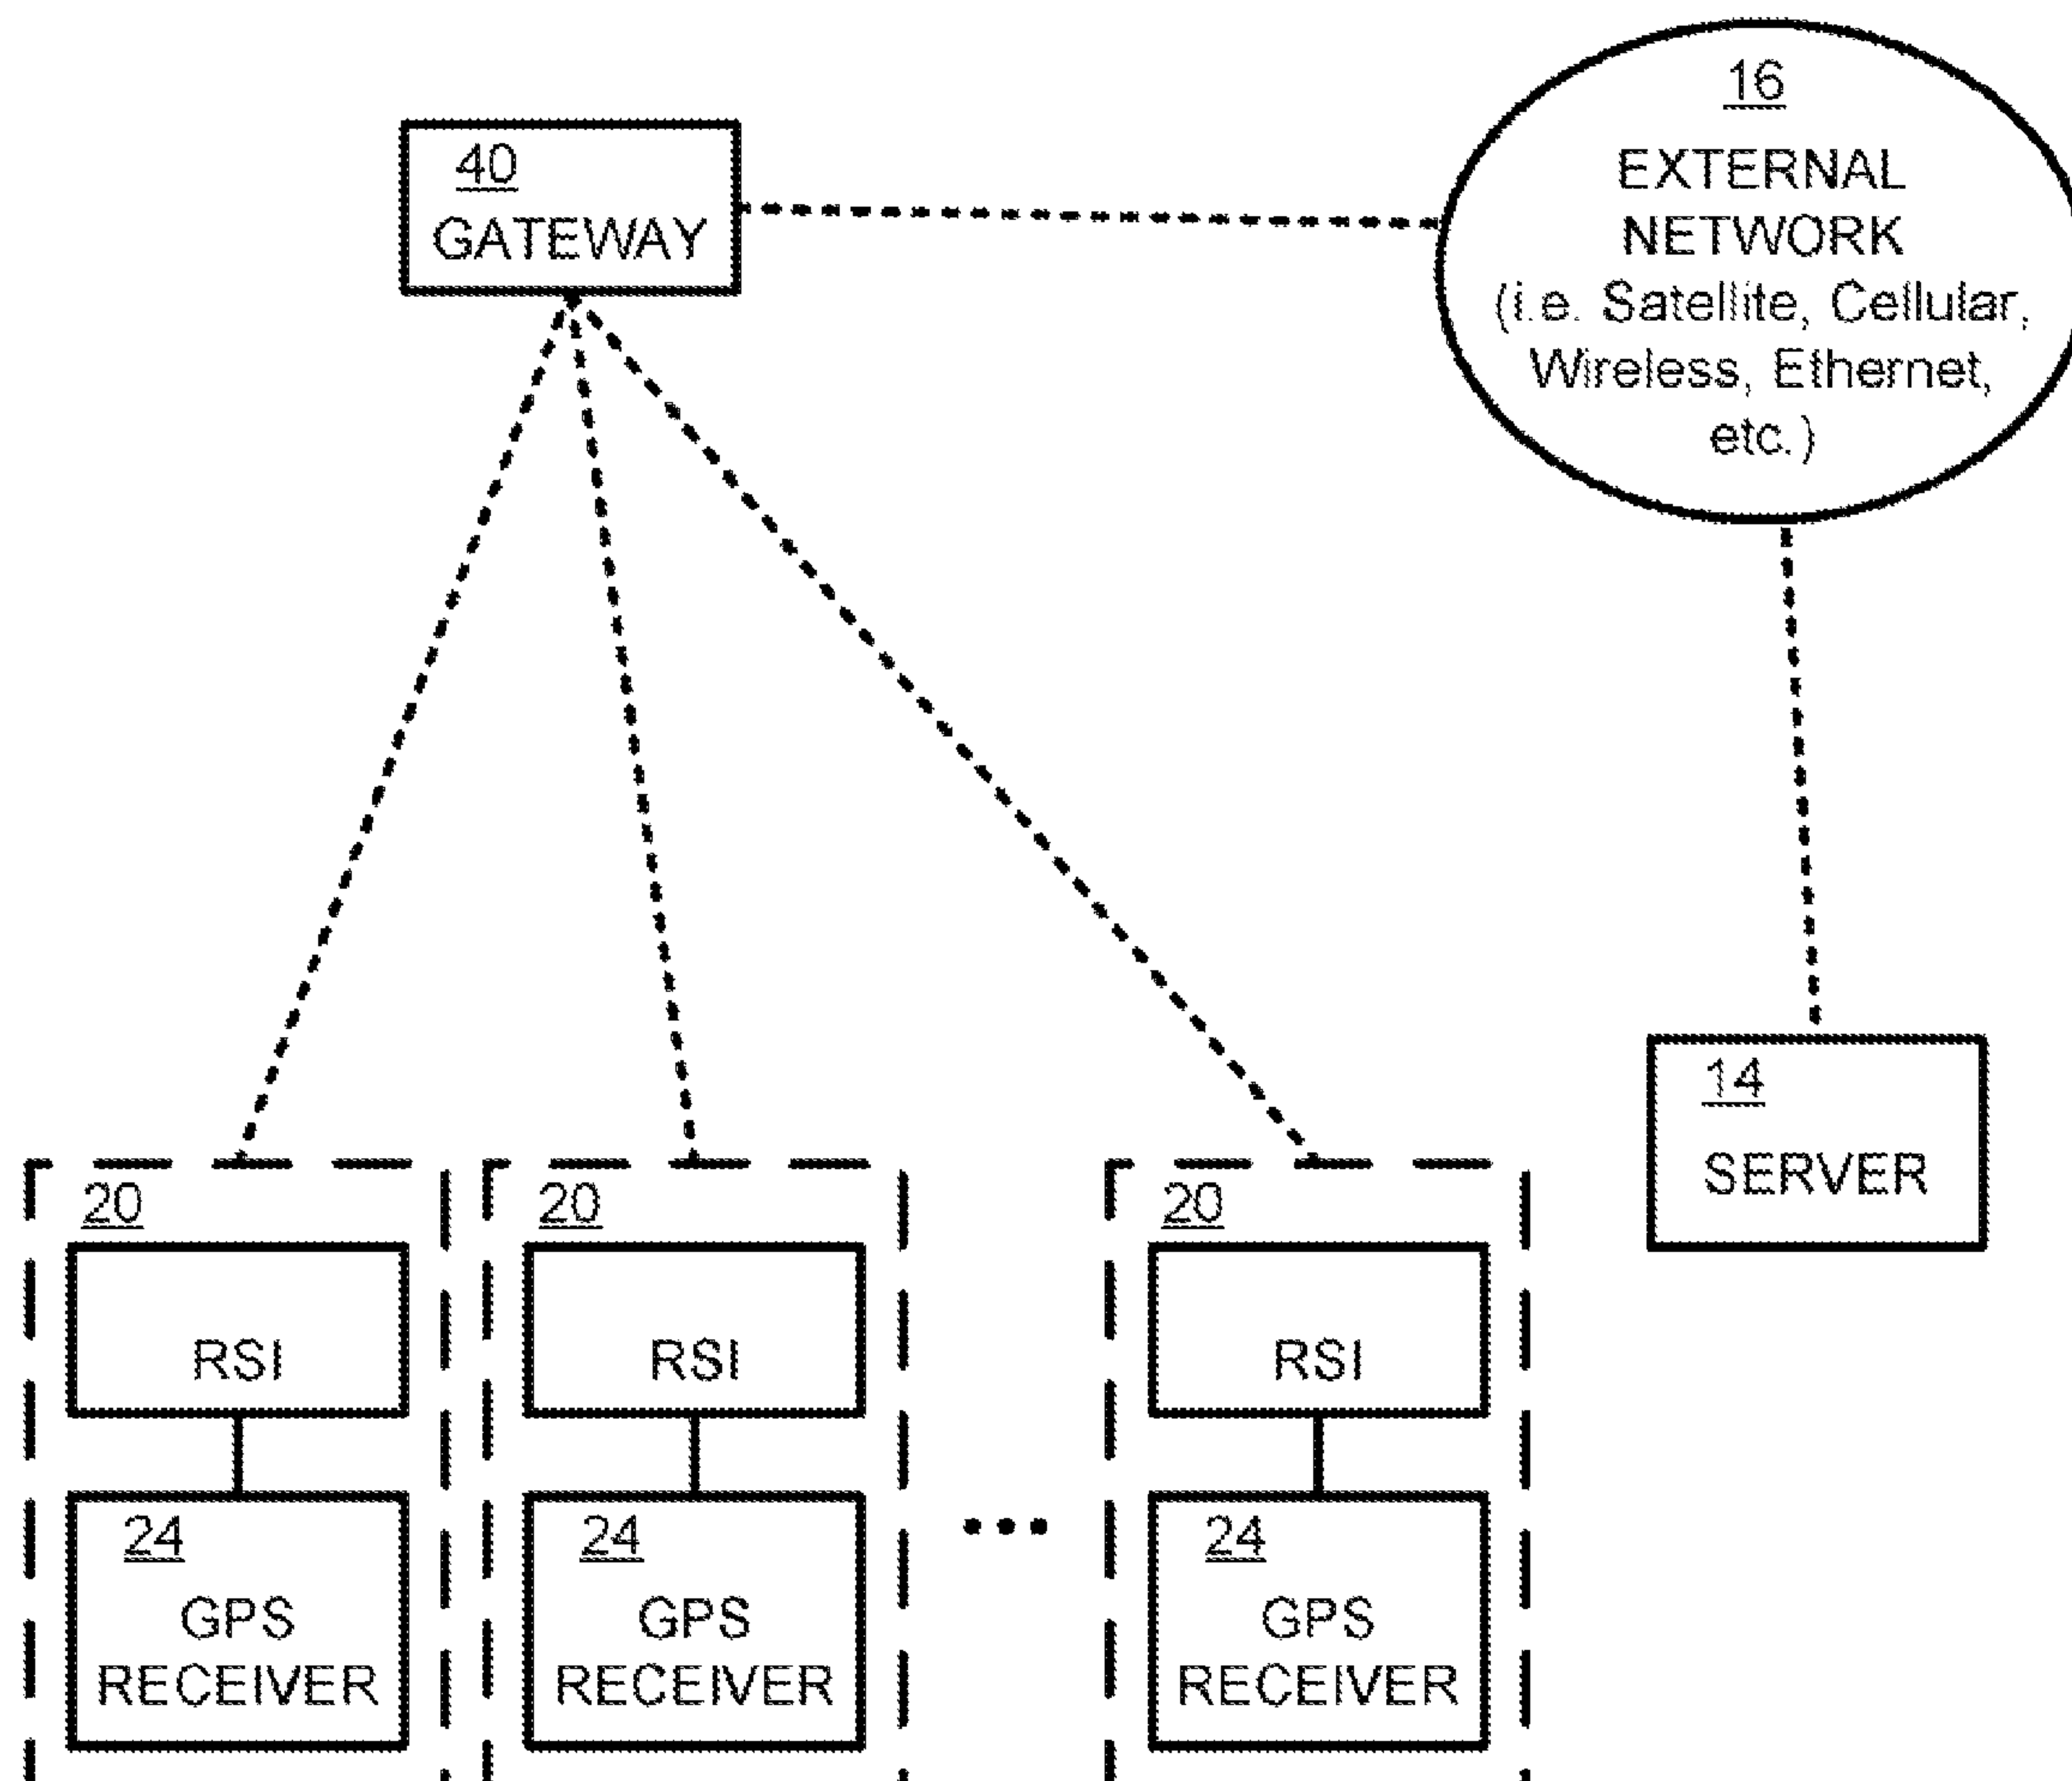 40
GATEWAY
16
EXTERNAL
NETWORK
(i.e. Satellite, Cellular,
Wireless, Ethernet,
etc.)
14
SERVER
20
RSI
24
GPS
RECEIVER
20
RSI
24
GPS
RECEIVER
...
20
RSI
24
GPS
RECEIVER